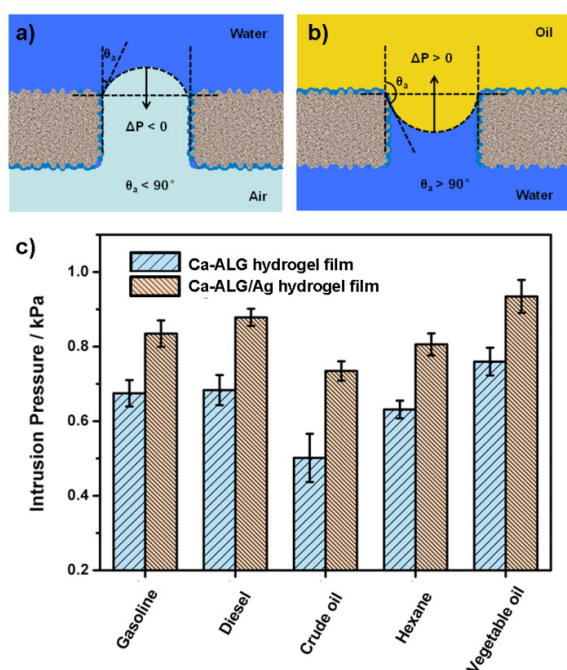 a)
Water
θa
ΔP < 0
θa < 90°
Air
b)
Oil
ΔP > 0
θa
θa > 90°
Water
c)
Ca-ALG hydrogel film
Ca-ALG/Ag hydrogel film
Intrusion Pressure / kPa
1.0
0.8
0.6
0.4
0.2
Gasoline
Diesel
Crude oil
Hexane
Vegetable oil